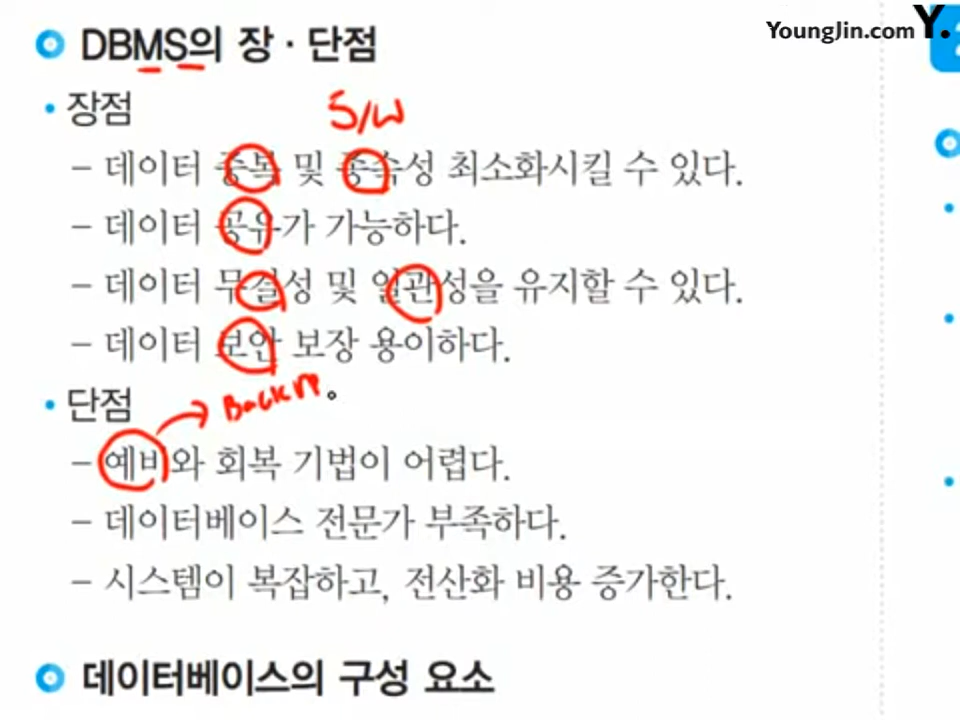 YoungJin.com Y.
DBMS의 장·단점
• 장점
S/W
– 데이터 중복 및 종속성 최소화시킬 수 있다.
– 데이터 공유가 가능하다.
– 데이터 무결성 및 일관성을 유지할 수 있다.
– 데이터 보안 보장 용이하다.
• 단점
→ Backup
– 예비와 회복 기법이 어렵다.
– 데이터베이스 전문가 부족하다.
– 시스템이 복잡하고, 전산화 비용 증가한다.
데이터베이스의 구성 요소